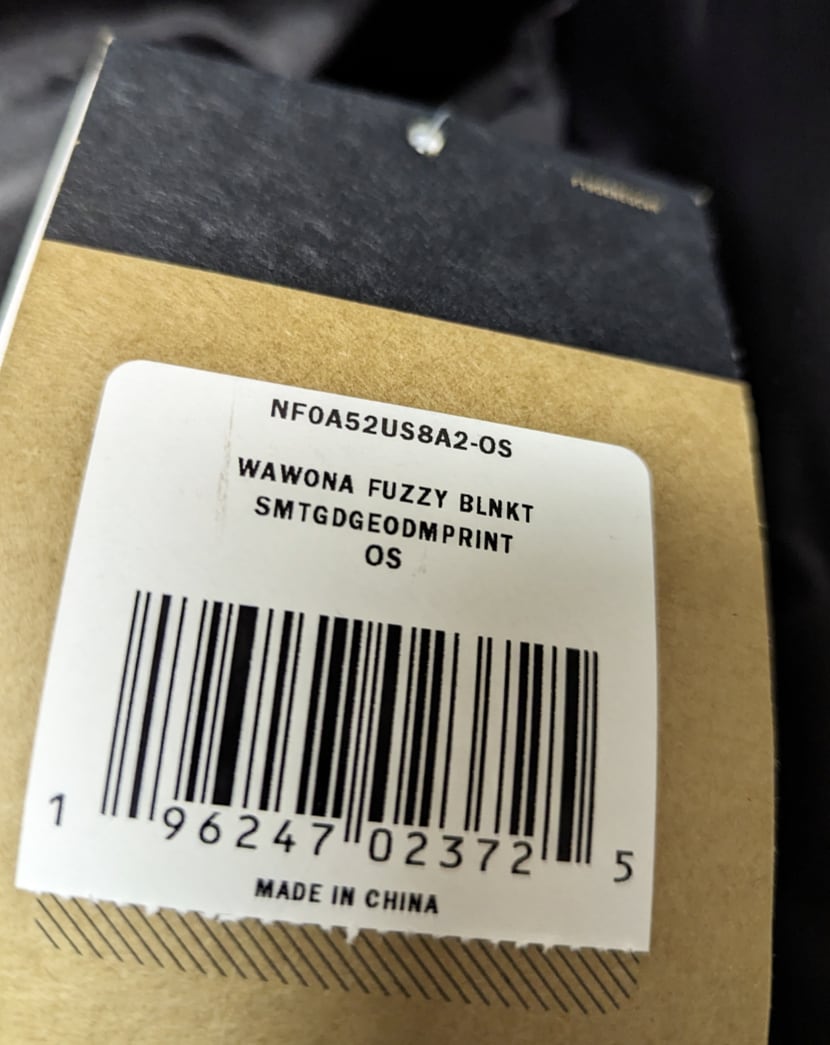 NF0A52US8A2-OS
WAWONA FUZZY BLNKT
SMTGDGEODMPRINT
OS
1 96247 02372 5
MADE IN CHINA